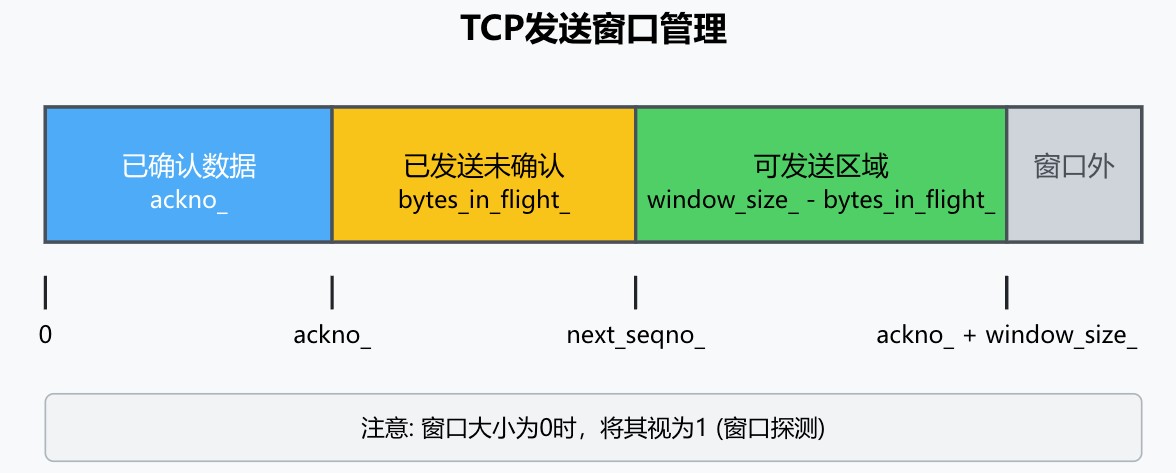 TCP发送窗口管理
已确认数据
ackno_
已发送未确认
bytes_in_flight_
可发送区域
window_size_ - bytes_in_flight_
窗口外
0
ackno_
next_seqno_
ackno_ + window_size_
注意: 窗口大小为0时，将其视为1 (窗口探测)